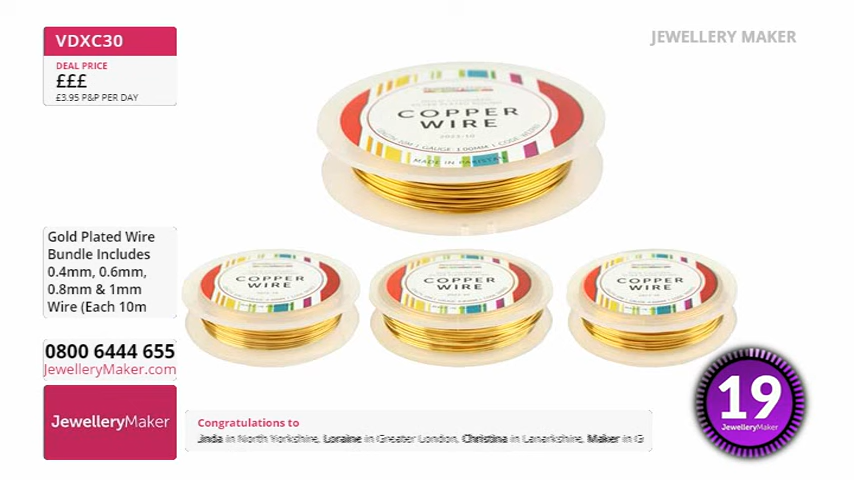 VDXC30
DEAL PRICE
£££
£3.95 P&P PER DAY
JEWELLERY MAKER
COPPER
WIRE
MADE IN PAKISTAN
Gold Plated Wire
Bundle Includes
0.4mm, 0.6mm,
0.8mm & 1mm
Wire (Each 10m
COPPER
WIRE
COPPER
WIRE
COPPER
WIRE
0800 6444 655
JewelleryMaker.com
JewelleryMaker
Congratulations to
in North Yorkshire, Loraine in Greater London, Christina in Lanarkshire, Maker in G
19
JewelleryMaker